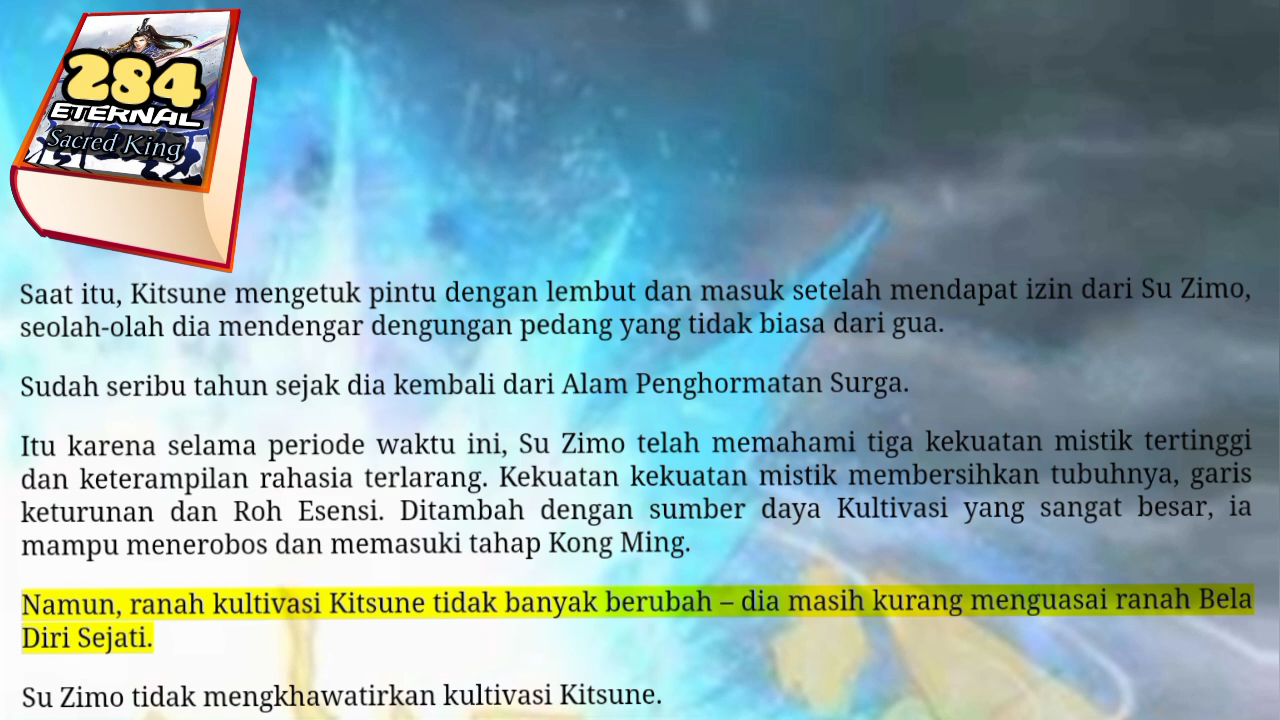 284
ETERNAL
Sacred King
Saat itu, Kitsune mengetuk pintu dengan lembut dan masuk setelah mendapat izin dari Su Zimo,
seolah-olah dia mendengar dengungan pedang yang tidak biasa dari gua.
Sudah seribu tahun sejak dia kembali dari Alam Penghormatan Surga.
Itu karena selama periode waktu ini, Su Zimo telah memahami tiga kekuatan mistik tertinggi
dan keterampilan rahasia terlarang. Kekuatan kekuatan mistik membersihkan tubuhnya, garis
keturunan dan Roh Esensi. Ditambah dengan sumber daya Kultivasi yang sangat besar, ia
mampu menerobos dan memasuki tahap Kong Ming.
Namun, ranah kultivasi Kitsune tidak banyak berubah – dia masih kurang menguasai ranah Bela
Diri Sejati.
Su Zimo tidak mengkhawatirkan kultivasi Kitsune.